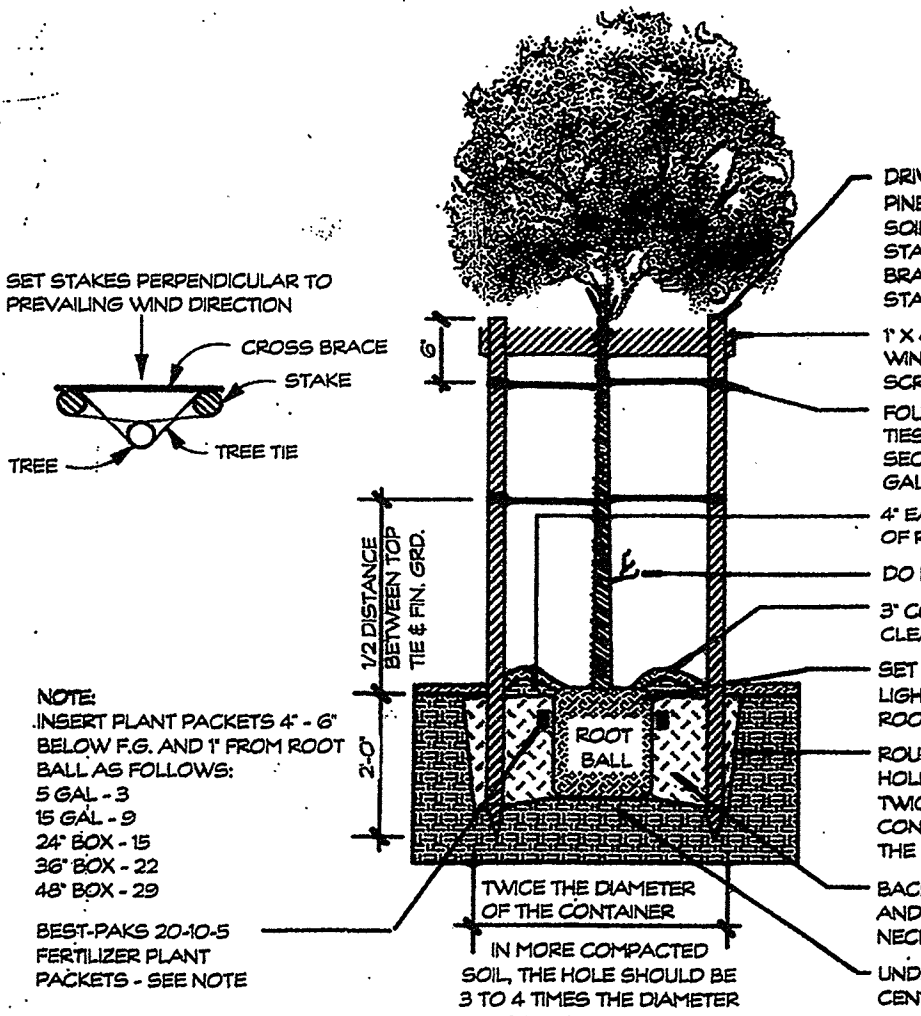 SET STAKES PERPENDICULAR TO
PREVAILING WIND DIRECTION
CROSS BRACE
STAKE
TREE
TREE TIE
6"
1/2 DISTANCE
BETWEEN TOP
TIE & FIN. GRD.
2'-0"
NOTE:
INSERT PLANT PACKETS 4" - 6"
BELOW F.G. AND 1" FROM ROOT
BALL AS FOLLOWS:
5 GAL - 3
15 GAL - 9
24" BOX - 15
36" BOX - 22
48" BOX - 29
BEST-PAKS 20-10-5
FERTILIZER PLANT
PACKETS - SEE NOTE
ROOT
BALL
TWICE THE DIAMETER
OF THE CONTAINER
IN MORE COMPACTED
SOIL, THE HOLE SHOULD BE
3 TO 4 TIMES THE DIAMETER
DRIV
PINE
SOI
STA
BRA
STA
1" X 4
WIN
SCR
FOL
TIES
SEC
GAL
4" EA
OF R
DO
3" C
CLEA
SET
LIGH
ROO
ROU
HOL
TWIC
CON
THE
BAC
AND
NEC
UND
CENT